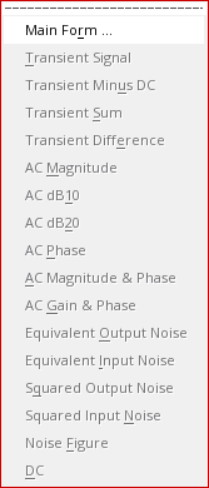 Main Form ...
Transient Signal
Transient Minus DC
Transient Sum
Transient Difference
AC Magnitude
AC dB10
AC dB20
AC Phase
AC Magnitude & Phase
AC Gain & Phase
Equivalent Output Noise
Equivalent Input Noise
Squared Output Noise
Squared Input Noise
Noise Figure
DC